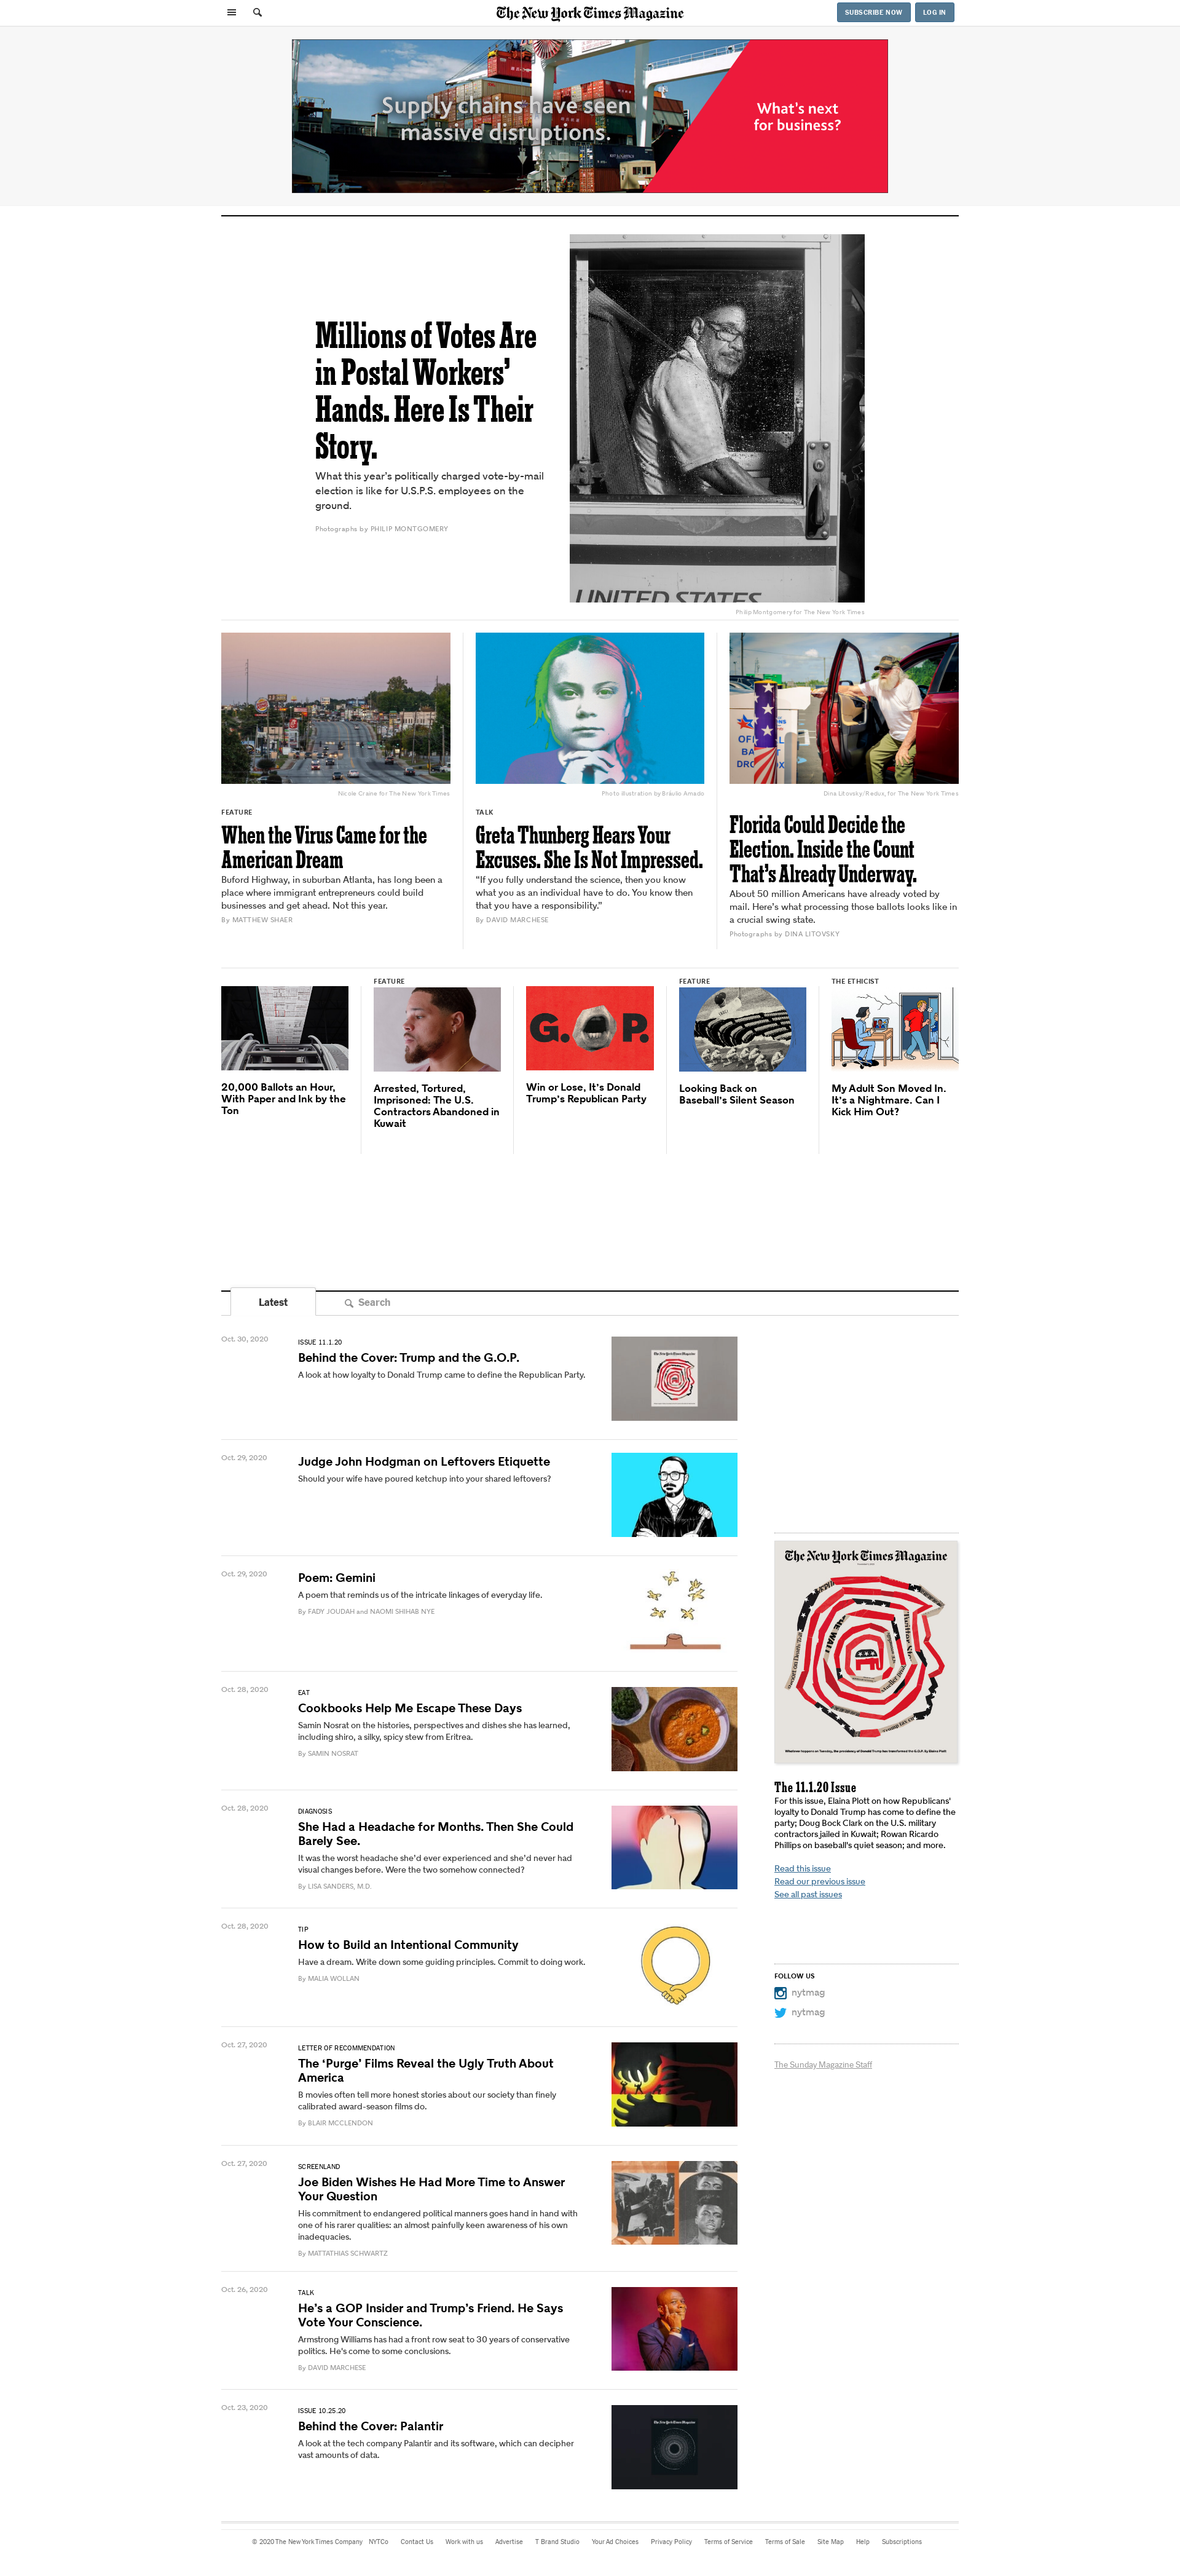 The New York Times Magazine
SUBSCRIBE NOW
LOG IN
Supply chains have seen
massive disruptions.
What's next
for business?
Millions of Votes Are
in Postal Workers'
Hands. Here Is Their
Story.
What this year's politically charged vote-by-mail
election is like for U.S.P.S. employees on the
ground.
Photographs by PHILIP MONTGOMERY
UNITED STATES
Philip Montgomery for The New York Times
Nicole Craine for The New York Times
FEATURE
When the Virus Came for the
American Dream
Buford Highway, in suburban Atlanta, has long been a
place where immigrant entrepreneurs could build
businesses and get ahead. Not this year.
By MATTHEW SHAER
Photo illustration by Bráulio Amado
TALK
Greta Thunberg Hears Your
Excuses. She Is Not Impressed.
"If you fully understand the science, then you know
what you as an individual have to do. You know then
that you have a responsibility."
By DAVID MARCHESE
Dina Litovsky/Redux, for The New York Times
Florida Could Decide the
Election. Inside the Count
That's Already Underway.
About 50 million Americans have already voted by
mail. Here's what processing those ballots looks like in
a crucial swing state.
Photographs by DINA LITOVSKY
20,000 Ballots an Hour,
With Paper and Ink by the
Ton
FEATURE
Arrested, Tortured,
Imprisoned: The U.S.
Contractors Abandoned in
Kuwait
G. O P.
Win or Lose, It's Donald
Trump's Republican Party
FEATURE
Looking Back on
Baseball's Silent Season
THE ETHICIST
My Adult Son Moved In.
It's a Nightmare. Can I
Kick Him Out?
Latest
Search
Oct. 30, 2020
ISSUE 11.1.20
Behind the Cover: Trump and the G.O.P.
A look at how loyalty to Donald Trump came to define the Republican Party.
Oct. 29, 2020
Judge John Hodgman on Leftovers Etiquette
Should your wife have poured ketchup into your shared leftovers?
Oct. 29, 2020
Poem: Gemini
A poem that reminds us of the intricate linkages of everyday life.
By FADY JOUDAH and NAOMI SHIHAB NYE
Oct. 28, 2020
EAT
Cookbooks Help Me Escape These Days
Samin Nosrat on the histories, perspectives and dishes she has learned,
including shiro, a silky, spicy stew from Eritrea.
By SAMIN NOSRAT
Oct. 28, 2020
DIAGNOSIS
She Had a Headache for Months. Then She Could
Barely See.
It was the worst headache she'd ever experienced and she'd never had
visual changes before. Were the two somehow connected?
By LISA SANDERS, M.D.
Oct. 28, 2020
TIP
How to Build an Intentional Community
Have a dream. Write down some guiding principles. Commit to doing work.
By MALIA WOLLAN
Oct. 27, 2020
LETTER OF RECOMMENDATION
The 'Purge' Films Reveal the Ugly Truth About
America
B movies often tell more honest stories about our society than finely
calibrated award-season films do.
By BLAIR MCCLENDON
Oct. 27, 2020
SCREENLAND
Joe Biden Wishes He Had More Time to Answer
Your Question
His commitment to endangered political manners goes hand in hand with
one of his rarer qualities: an almost painfully keen awareness of his own
inadequacies.
By MATTATHIAS SCHWARTZ
Oct. 26, 2020
TALK
He's a GOP Insider and Trump's Friend. He Says
Vote Your Conscience.
Armstrong Williams has had a front row seat to 30 years of conservative
politics. He's come to some conclusions.
By DAVID MARCHESE
Oct. 23, 2020
ISSUE 10.25.20
Behind the Cover: Palantir
A look at the tech company Palantir and its software, which can decipher
vast amounts of data.
The New York Times Magazine
Whatever happens on Tuesday, the presidency of Donald Trump has transformed the G.O.P. by Elaina Plott
The 11.1.20 Issue
For this issue, Elaina Plott on how Republicans'
loyalty to Donald Trump has come to define the
party; Doug Bock Clark on the U.S. military
contractors jailed in Kuwait; Rowan Ricardo
Phillips on baseball's quiet season; and more.
Read this issue
Read our previous issue
See all past issues
FOLLOW US
nytmag
nytmag
The Sunday Magazine Staff
© 2020 The New York Times Company NYTCo Contact Us Work with us Advertise T Brand Studio Your Ad Choices Privacy Policy Terms of Service Terms of Sale Site Map Help Subscriptions